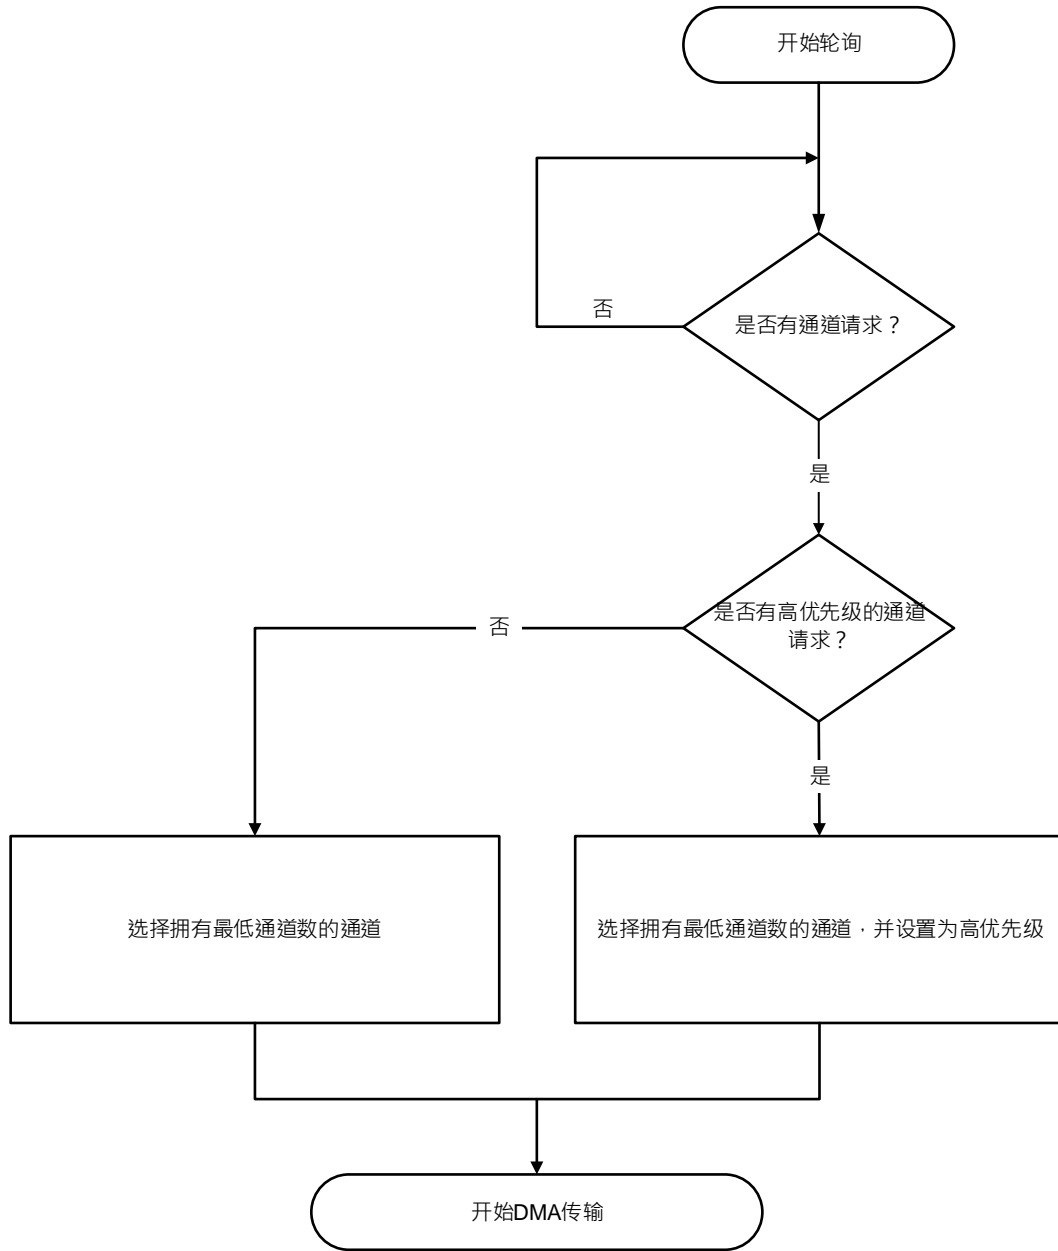 开始轮询
否
是否有通道请求？
是
否
是否有高优先级的通道
请求？
是
选择拥有最低通道数的通道
选择拥有最低通道数的通道，并设置为高优先级
开始DMA传输